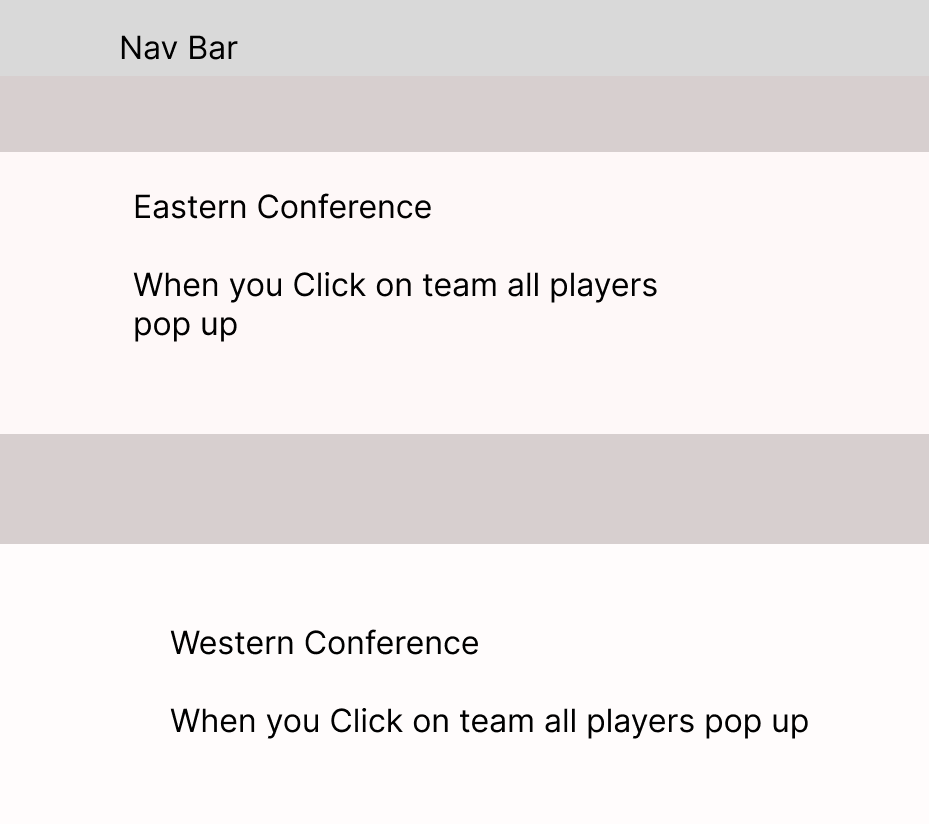 Nav Bar
Eastern Conference
When you Click on team all players
pop up
Western Conference
When you Click on team all players pop up